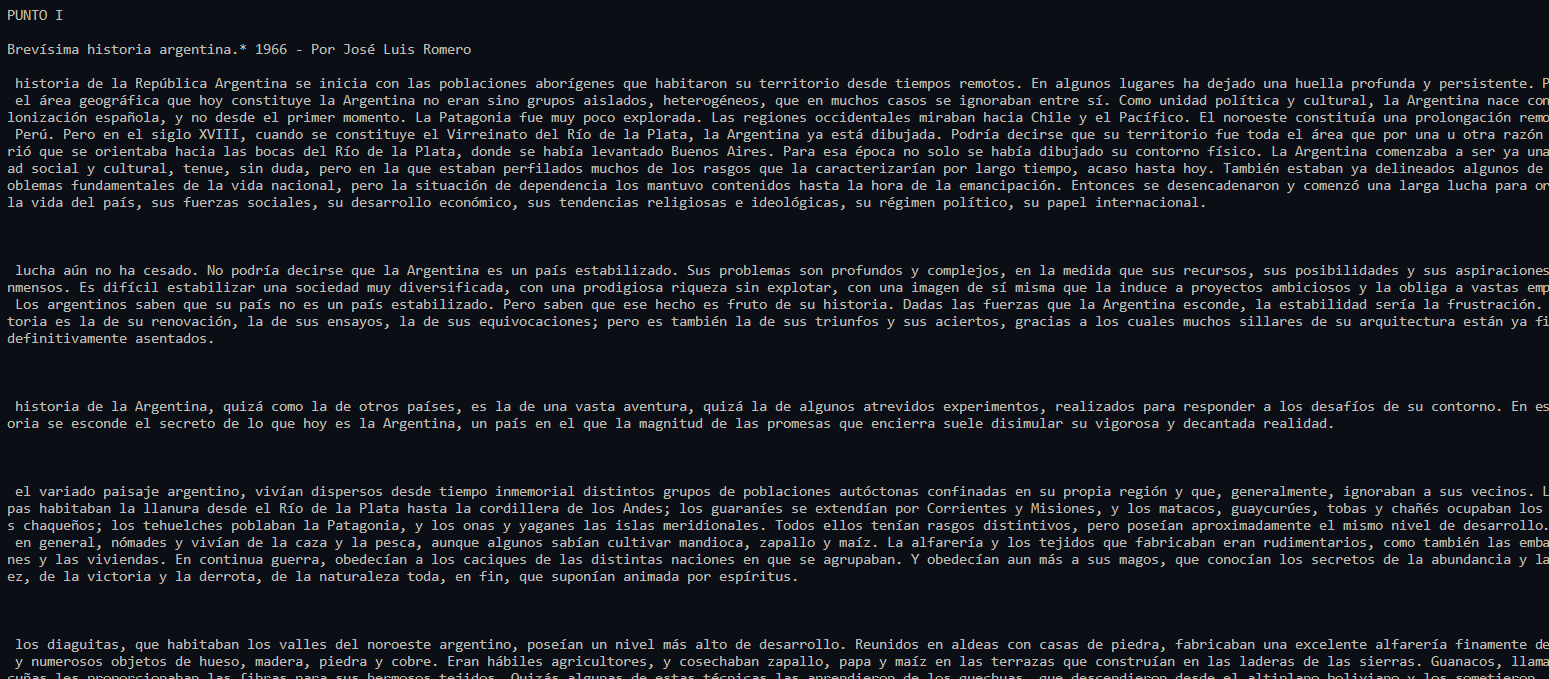 PUNTO I
Brevísima historia argentina.* 1966 - Por José Luis Romero
historia de la República Argentina se inicia con las poblaciones aborígenes que habitaron su territorio desde tiempos remotos. En algunos lugares ha dejado una huella profunda y persistente. P
el área geográfica que hoy constituye la Argentina no eran sino grupos aislados, heterogéneos, que en muchos casos se ignoraban entre sí. Como unidad política y cultural, la Argentina nace con
lonización española, y no desde el primer momento. La Patagonia fue muy poco explorada. Las regiones occidentales miraban hacia Chile y el Pacífico. El noroeste constituía una prolongación remo
Perú. Pero en el siglo XVIII, cuando se constituye el Virreinato del Río de la Plata, la Argentina ya está dibujada. Podría decirse que su territorio fue toda el área que por una u otra razón
rió que se orientaba hacia las bocas del Río de la Plata, donde se había levantado Buenos Aires. Para esa época no solo se había dibujado su contorno físico. La Argentina comenzaba a ser ya una
ad social y cultural, tenue, sin duda, pero en la que estaban perfilados muchos de los rasgos que la caracterizarían por largo tiempo, acaso hasta hoy. También estaban ya delineados algunos de
oblemas fundamentales de la vida nacional, pero la situación de dependencia los mantuvo contenidos hasta la hora de la emancipación. Entonces se desencadenaron y comenzó una larga lucha para or
la vida del país, sus fuerzas sociales, su desarrollo económico, sus tendencias religiosas e ideológicas, su régimen político, su papel internacional.
lucha aún no ha cesado. No podría decirse que la Argentina es un país estabilizado. Sus problemas son profundos y complejos, en la medida que sus recursos, sus posibilidades y sus aspiraciones
nmensos. Es difícil estabilizar una sociedad muy diversificada, con una prodigiosa riqueza sin explotar, con una imagen de sí misma que la induce a proyectos ambiciosos y la obliga a vastas emp
Los argentinos saben que su país no es un país estabilizado. Pero saben que ese hecho es fruto de su historia. Dadas las fuerzas que la Argentina esconde, la estabilidad sería la frustración.
toria es la de su renovación, la de sus ensayos, la de sus equivocaciones; pero es también la de sus triunfos y sus aciertos, gracias a los cuales muchos sillares de su arquitectura están ya fi
definitivamente asentados.
historia de la Argentina, quizá como la de otros países, es la de una vasta aventura, quizá la de algunos atrevidos experimentos, realizados para responder a los desafíos de su contorno. En es
oria se esconde el secreto de lo que hoy es la Argentina, un país en el que la magnitud de las promesas que encierra suele disimular su vigorosa y decantada realidad.
el variado paisaje argentino, vivían dispersos desde tiempo inmemorial distintos grupos de poblaciones autóctonas confinadas en su propia región y que, generalmente, ignoraban a sus vecinos. L
pas habitaban la llanura desde el Río de la Plata hasta la cordillera de los Andes; los guaraníes se extendían por Corrientes y Misiones, y los matacos, guaycurúes, tobas y chañés ocupaban los
s chaqueños; los tehuelches poblaban la Patagonia, y los onas y yaganes las islas meridionales. Todos ellos tenían rasgos distintivos, pero poseían aproximadamente el mismo nivel de desarrollo.
en general, nómades y vivían de la caza y la pesca, aunque algunos sabían cultivar mandioca, zapallo y maíz. La alfarería y los tejidos que fabricaban eran rudimentarios, como también las emba
nes y las viviendas. En continua guerra, obedecían a los caciques de las distintas naciones en que se agrupaban. Y obedecían aun más a sus magos, que conocían los secretos de la abundancia y la
ez, de la victoria y la derrota, de la naturaleza toda, en fin, que suponían animada por espíritus.
los diaguitas, que habitaban los valles del noroeste argentino, poseían un nivel más alto de desarrollo. Reunidos en aldeas con casas de piedra, fabricaban una excelente alfarería finamente de
y numerosos objetos de hueso, madera, piedra y cobre. Eran hábiles agricultores, y cosechaban zapallo, papa y maíz en las terrazas que construían en las laderas de las sierras. Guanacos, llama
cuñas les proporcionaban las fibras para sus hermosos tejidos. Quizás algunas de estas técnicas las aprendieron de los quechuas, que descendieron desde el altiplano boliviano y los sometieron